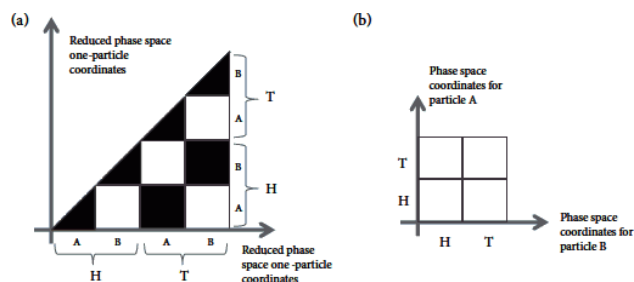 (a)
Reduced phase space
one-particle
coordinates
B
T
A
B
H
A
A
B
A
B
H
T
Reduced phase
space one -particle
coordinates
(b)
Phase space
coordinates for
particle A
T
H
H
T
Phase space
coordinates for
particle B